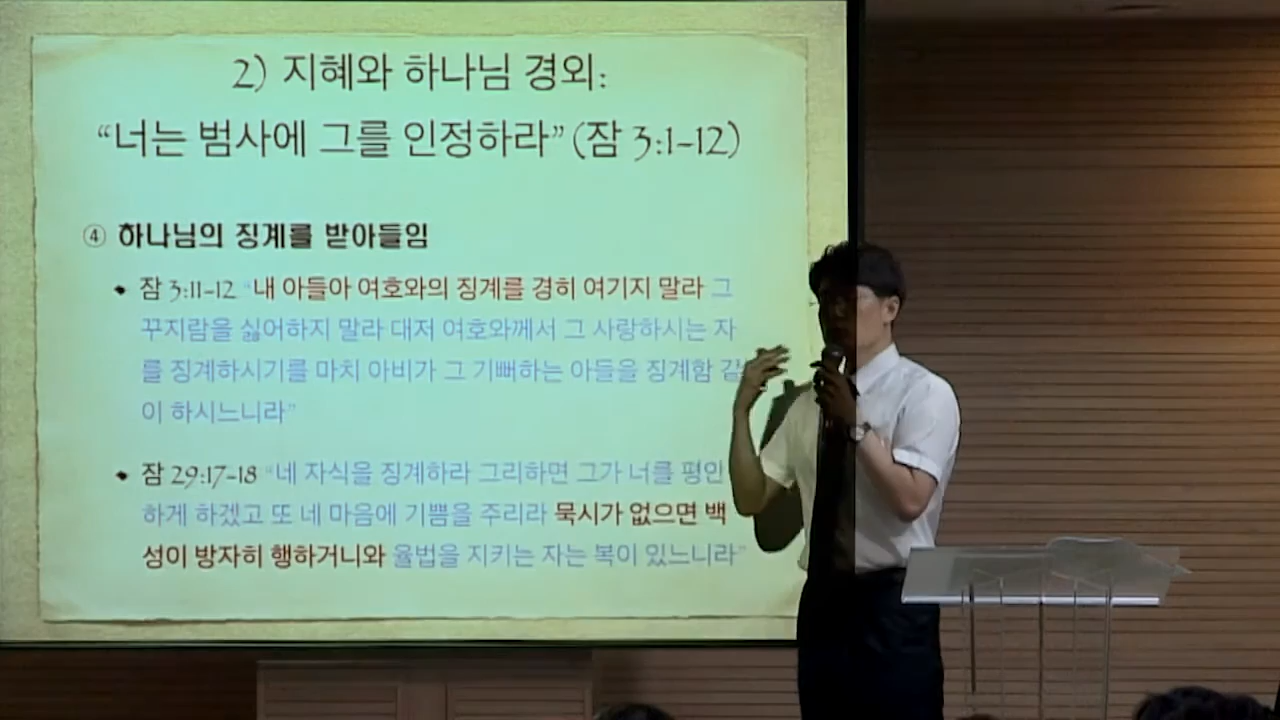 2) 지혜와 하나님 경외:
“너는 범사에 그를 인정하라” (잠 3:1-12)
④ 하나님의 징계를 받아들임
잠 3:11-12 “내 아들아 여호와의 징계를 경히 여기지 말라 그
꾸지람을 싫어하지 말라 대저 여호와께서 그 사랑하시는 자
를 징계하시기를 마치 아비가 그 기뻐하는 아들을 징계함 같
이 하시느니라”
잠 29:17-18 “네 자식을 징계하라 그리하면 그가 너를 평안
하게 하겠고 또 네 마음에 기쁨을 주리라 묵시가 없으면 백
성이 방자히 행하거니와 율법을 지키는 자는 복이 있느니라”